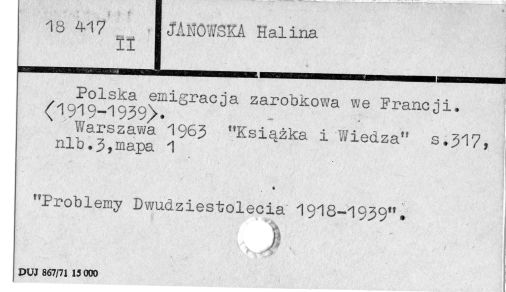 18 417
II
JANOWSKA Halina
Polska emigracja zarobkowa we Francji.
<1919-1939>.
Warszawa 1963 "Książka i Wiedza" s.317,
nlb.3,mapa 1
"Problemy Dwudziestolecia 1918-1939".
DUJ 867/71 15 000